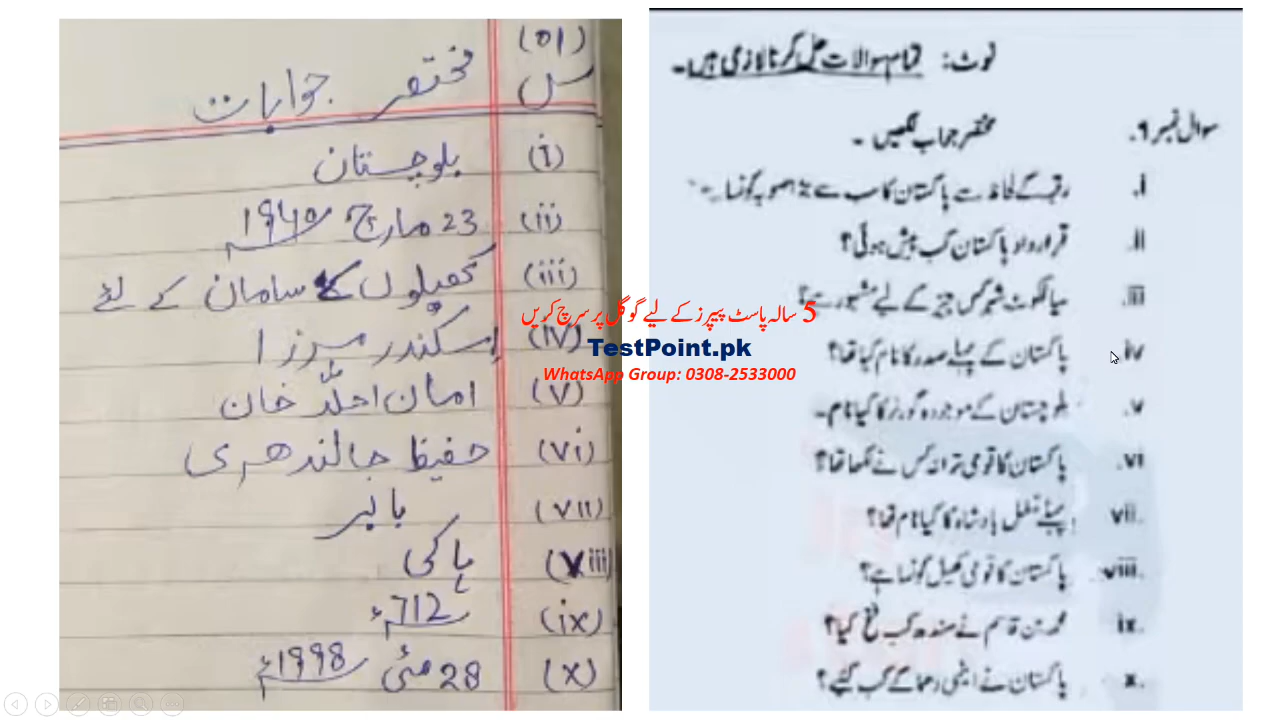 نوٹ: تمام سوالات حل کرنا لازمی ہیں۔
سوال نمبر ۹. مختصر جواب لکھیں ۔
i. رقبے کے لحاظ سے پاکستان کا سب سے بڑا صوبہ کونسا ہے
ii. قرارداد پاکستان کب پیش ہوئی؟
iii. سیالکوٹ شہر کس چیز کے لیے مشہور ہے؟
iv پاکستان کے پہلے صدر کا نام کیا تھا؟
v. بلوچستان کے موجودہ گورنر کا کیا نام۔
vi. پاکستان کا قومی ترانہ کس نے لکھا تھا؟
vii. پہلے مغل بادشاہ کا کیا نام تھا؟
viii. پاکستان کا قومی کھیل کونسا ہے؟
ix. محمد بن قاسم نے سندھ کب فتح کیا؟
x. پاکستان نے ایٹمی دھماکے کب کیے؟
5 سالہ پاسٹ پیپرز کے لیے گوگل پر سرچ کریں
TestPoint.pk
WhatsApp Group: 0308-2533000
(01)
س مختصر جوابات
(i) بلوچستان
(ii) 23 مارچ ۱۹۴۰ء
(iii) کھیلوں کے سامان کے لئے
(iv) اسکندر مرزا
(v) امان اللہ خان
(vi) حفیظ جالندھری
(vii) بابر
(viii) ہاکی
(ix) 712ء
(x) 28 مئی 1998ء